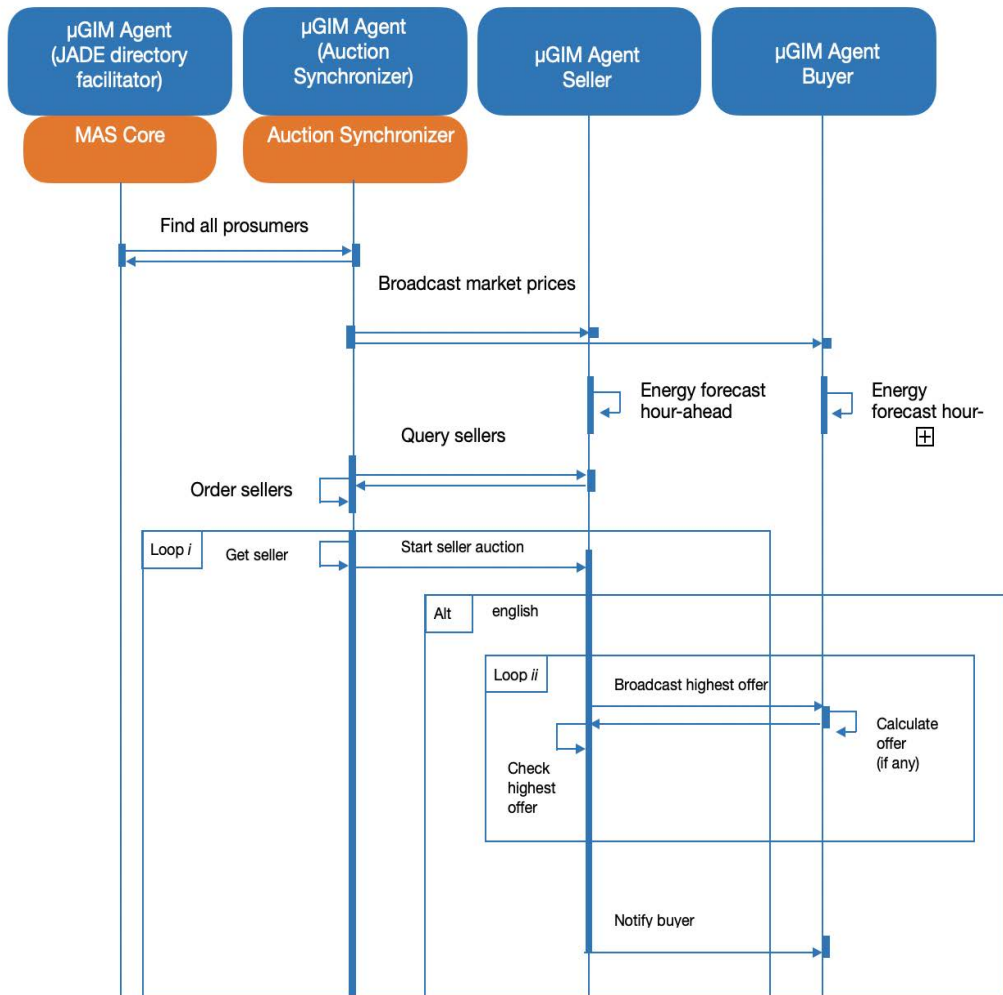 µGIM Agent
(JADE directory
facilitator)
µGIM Agent
(Auction
Synchronizer)
µGIM Agent
Seller
µGIM Agent
Buyer
MAS Core
Auction Synchronizer
Find all prosumers
Broadcast market prices
Energy forecast
hour-ahead
Energy
forecast hour-
Query sellers
Order sellers
Loop i
Get seller
Start seller auction
Alt
english
Loop ii
Broadcast highest offer
Calculate
offer
(if any)
Check
highest
offer
Notify buyer